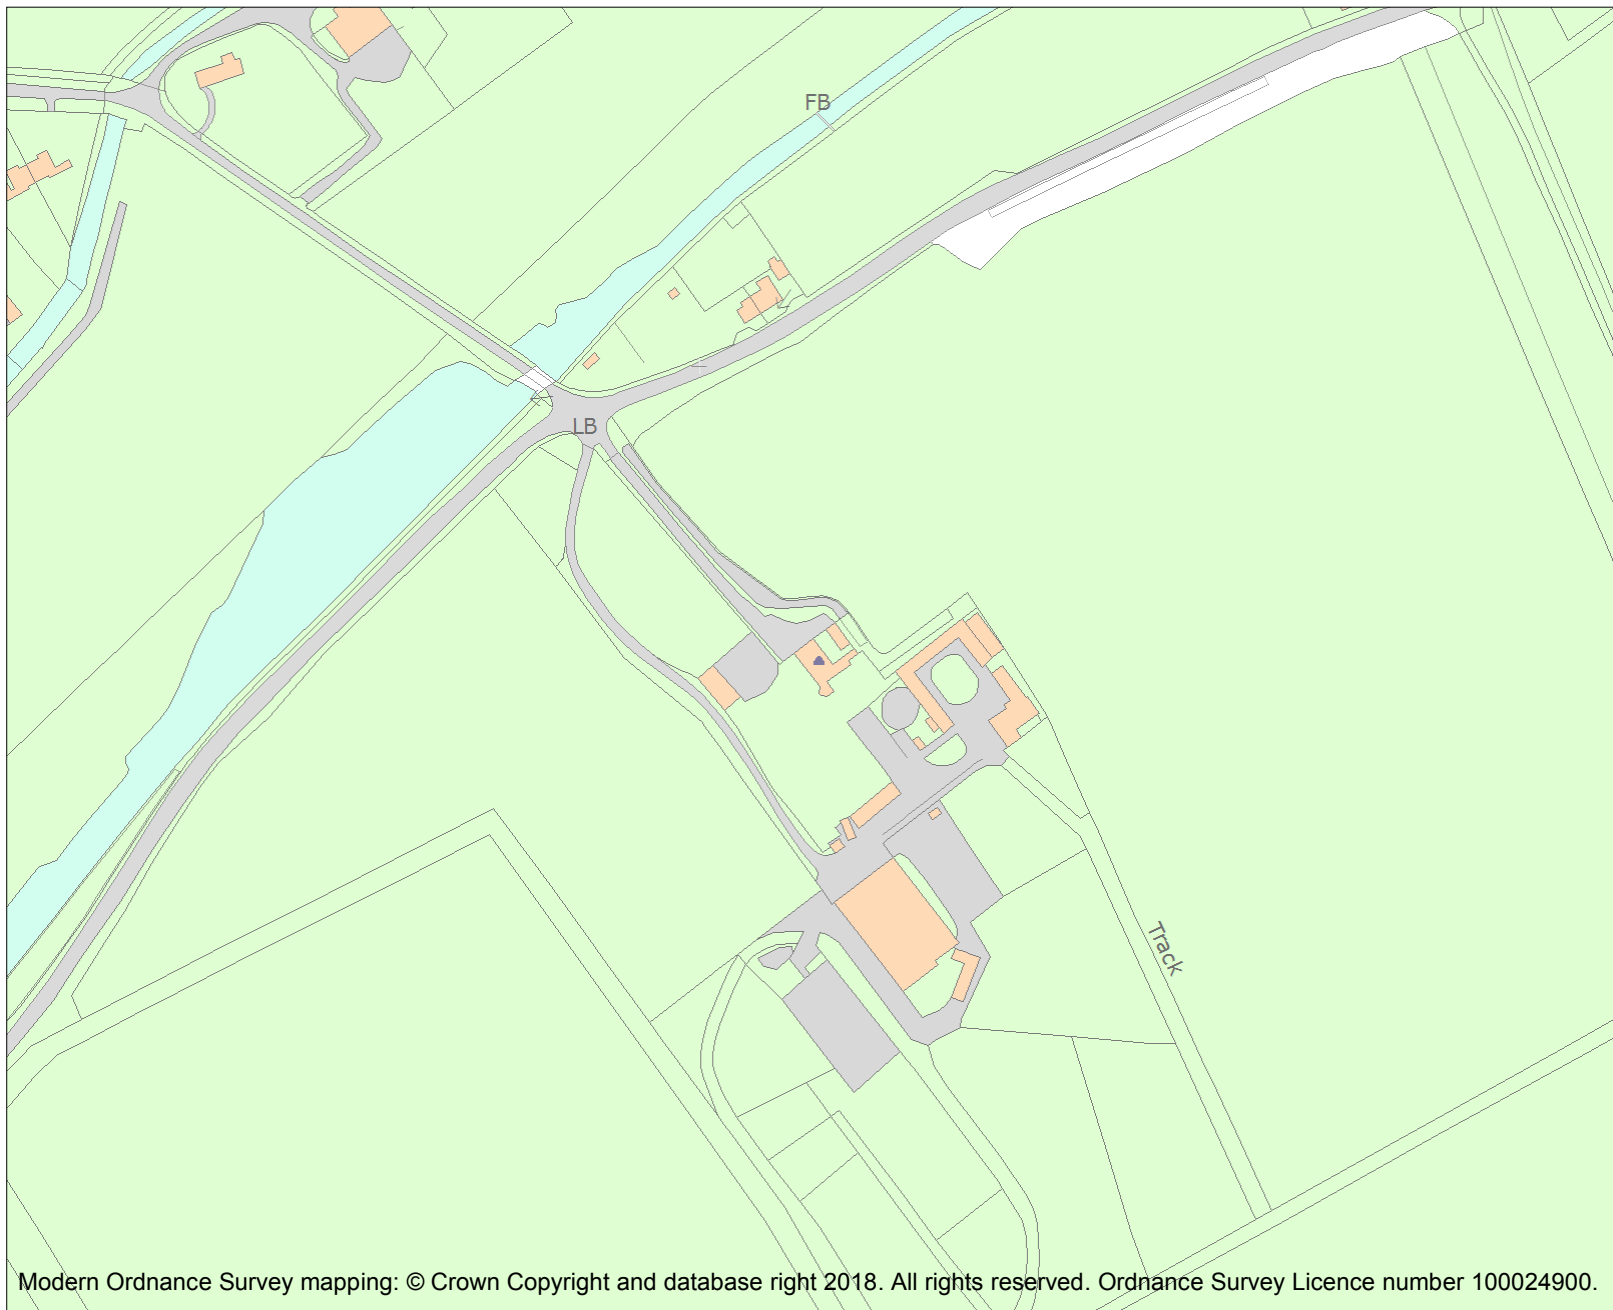 FB
LB
Track
Modern Ordnance Survey mapping: © Crown Copyright and database right 2018. All rights reserved. Ordnance Survey Licence number 100024900.